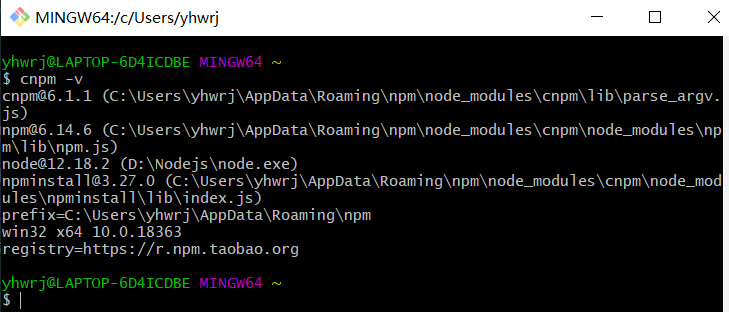 MINGW64:/c/Users/yhwrj
yhwrj@LAPTOP-6D4ICDBE MINGW64 ~
$ cnpm -v
cnpm@6.1.1 (C:\Users\yhwrj\AppData\Roaming\npm\node_modules\cnpm\lib\parse_argv.
js)
npm@6.14.6 (C:\Users\yhwrj\AppData\Roaming\npm\node_modules\cnpm\node_modules\np
m\lib\npm.js)
node@12.18.2 (D:\Nodejs\node.exe)
npminstall@3.27.0 (C:\Users\yhwrj\AppData\Roaming\npm\node_modules\cnpm\node_mod
ules\npminstall\lib\index.js)
prefix=C:\Users\yhwrj\AppData\Roaming\npm
win32 x64 10.0.18363
registry=https://r.npm.taobao.org
yhwrj@LAPTOP-6D4ICDBE MINGW64 ~
$